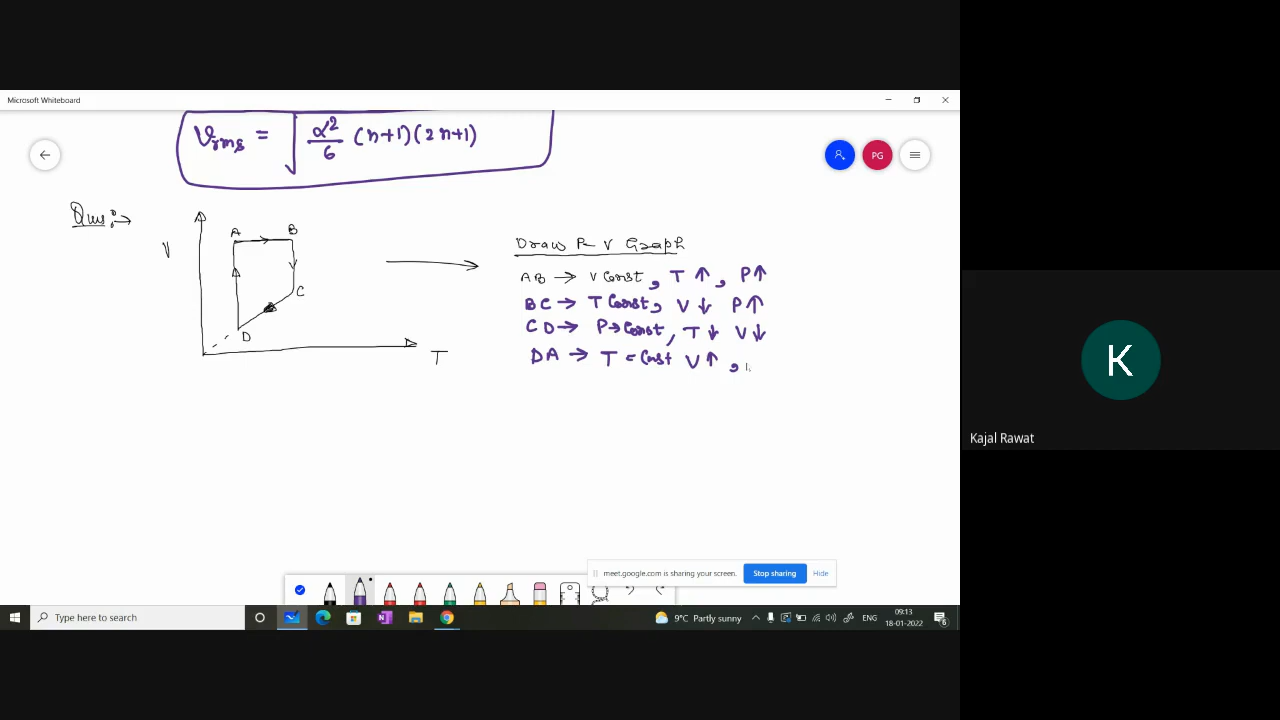 Microsoft Whiteboard
Vrms = √ α²/6 (n+1)(2n+1)
PG
Ques:→
V
A
B
C
D
T
Draw P-V Graph
AB → V Const, T ↑, P↑
BC → T Const, V ↓ P ↑
CD → P → Const, T ↓ V ↓
DA → T = Const V ↑ ,
K
Kajal Rawat
meet.google.com is sharing your screen.
Stop sharing
Hide
Type here to search
9°C Partly sunny
ENG
09:13
18-01-2022
6